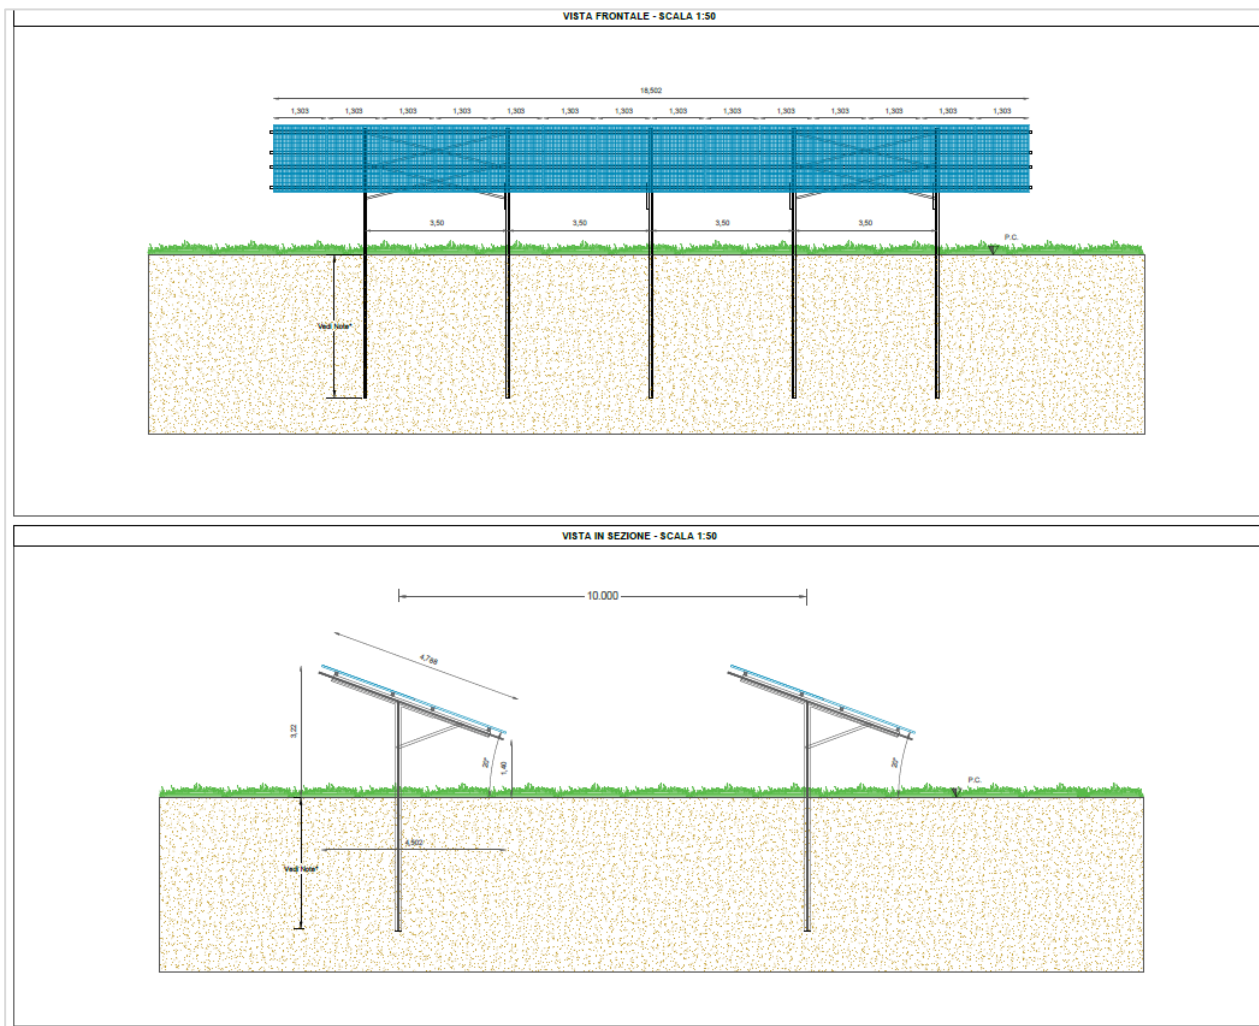 VISTA FRONTALE - SCALA 1:50
18,502
1,303 1,303 1,303 1,303 1,303 1,303 1,303 1,303 1,303 1,303 1,303 1,303 1,303 1,303
3,50 3,50 3,50 3,50
P.C.
Vedi Note*
VISTA IN SEZIONE - SCALA 1:50
10.000
4,788
3,22
20°
1,40
20°
P.C.
4,502
Vedi Note*